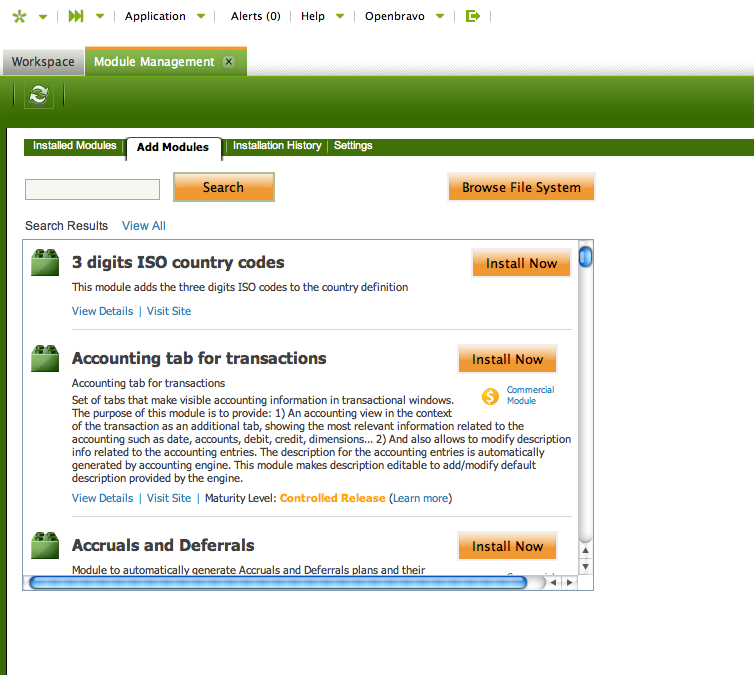 Application Alerts (0) Help Openbravo
Workspace Module Management x
Installed Modules Add Modules Installation History Settings
Search Browse File System
Search Results View All
3 digits ISO country codes Install Now
This module adds the three digits ISO codes to the country definition
View Details | Visit Site
Accounting tab for transactions Install Now
Accounting tab for transactions
Commercial
Module
Set of tabs that make visible accounting information in transactional windows.
The purpose of this module is to provide: 1) An accounting view in the context
of the transaction as an additional tab, showing the most relevant information related to the
accounting such as date, accounts, debit, credit, dimensions... 2) And also allows to modify description
info related to the accounting entries. The description for the accounting entries is automatically
generated by accounting engine. This module makes description editable to add/modify default
description provided by the engine.
View Details | Visit Site | Maturity Level: Controlled Release (Learn more)
Accruals and Deferrals Install Now
Module to automatically generate Accruals and Deferrals plans and their